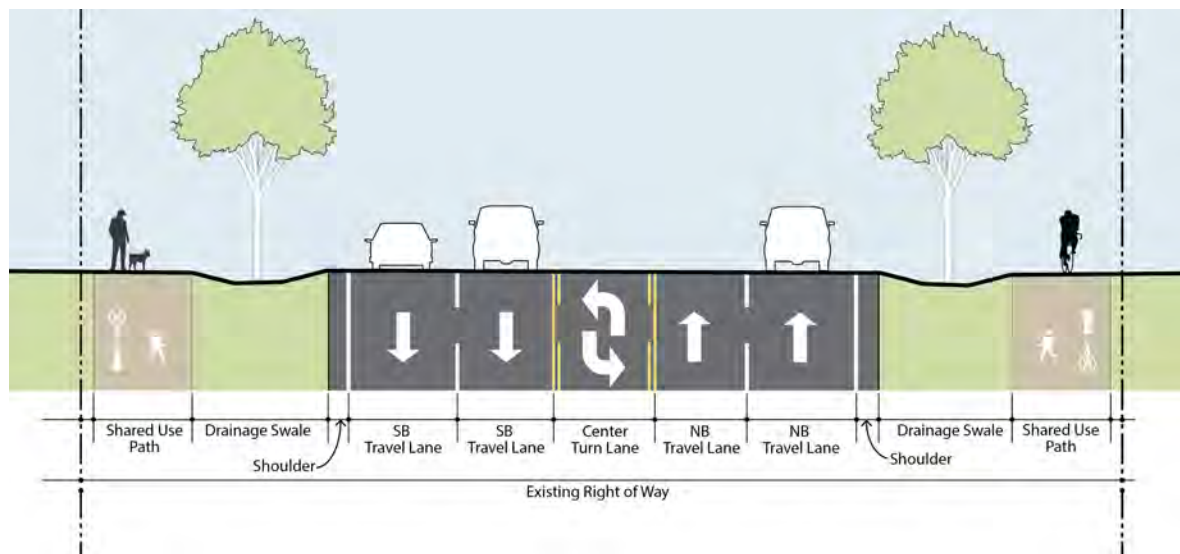 Shared Use
Path
Drainage Swale
Shoulder
SB
Travel Lane
SB
Travel Lane
Center
Turn Lane
NB
Travel Lane
NB
Travel Lane
Shoulder
Drainage Swale
Shared Use
Path
Existing Right of Way